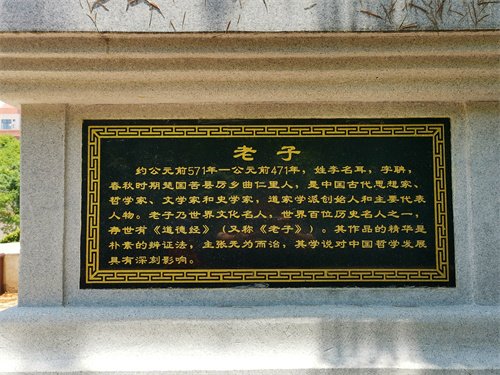 老子
约公元前571年—公元前471年，姓李名耳，字聃，
春秋时期楚国苦县厉乡曲仁里人，是中国古代思想家、
哲学家、文学家和史学家，道家学派创始人和主要代表
人物。老子乃世界文化名人，世界百位历史名人之一，
存世有《道德经》（又称《老子》）。其作品的精华是
朴素的辩证法，主张无为而治，其学说对中国哲学发展
具有深刻影响。